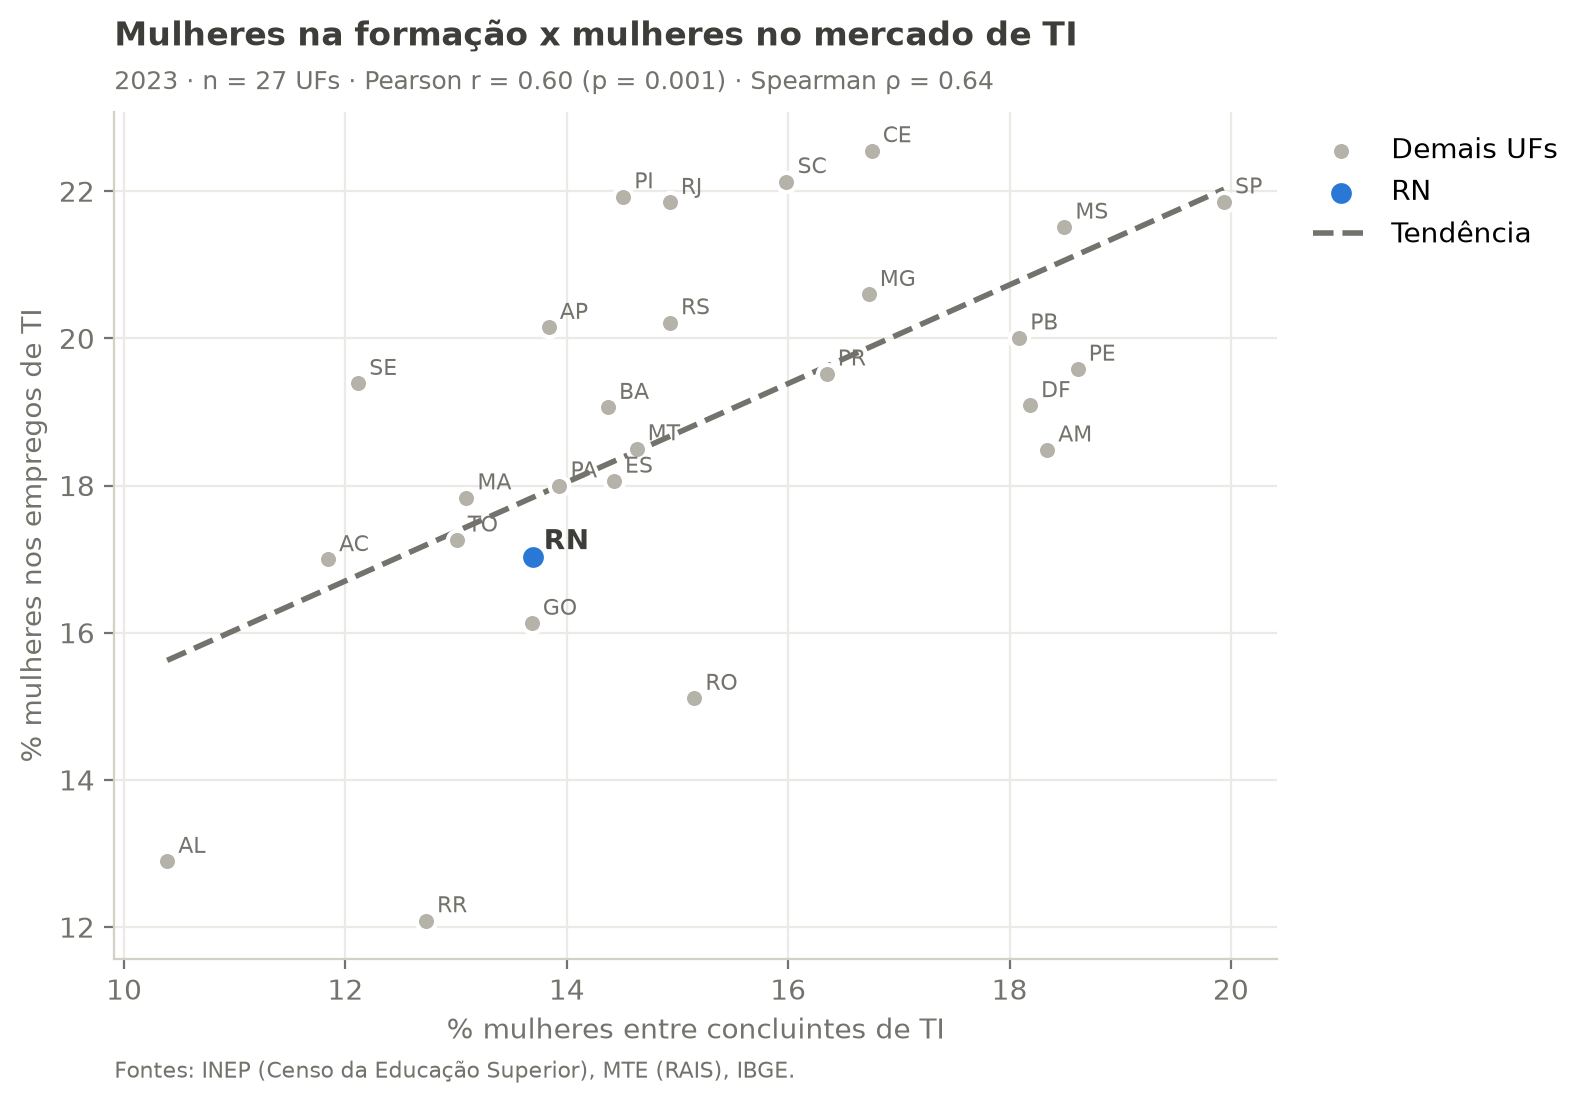 Mulheres na formação x mulheres no mercado de TI
2023 · n = 27 UFs · Pearson r = 0.60 (p = 0.001) · Spearman ρ = 0.64
Demais UFs
RN
Tendência
CE
SC
PI
RJ
SP
MS
MG
AP
RS
PB
PE
PR
SE
BA
DF
MT
AM
ES
PA
MA
TO
AC
RN
GO
RO
AL
RR
22
20
18
16
14
12
% mulheres nos empregos de TI
10 12 14 16 18 20
% mulheres entre concluintes de TI
Fontes: INEP (Censo da Educação Superior), MTE (RAIS), IBGE.